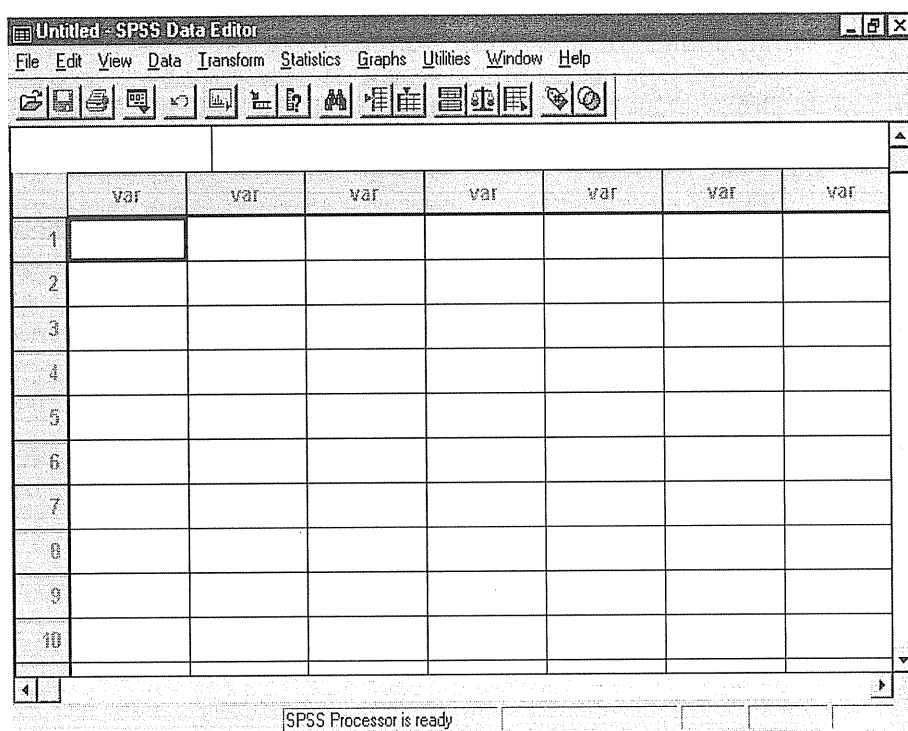 Untitled - SPSS Data Editor
File Edit View Data Transform Statistics Graphs Utilities Window Help
var var var var var var var
1
2
3
4
5
6
7
8
9
10
SPSS Processor is ready